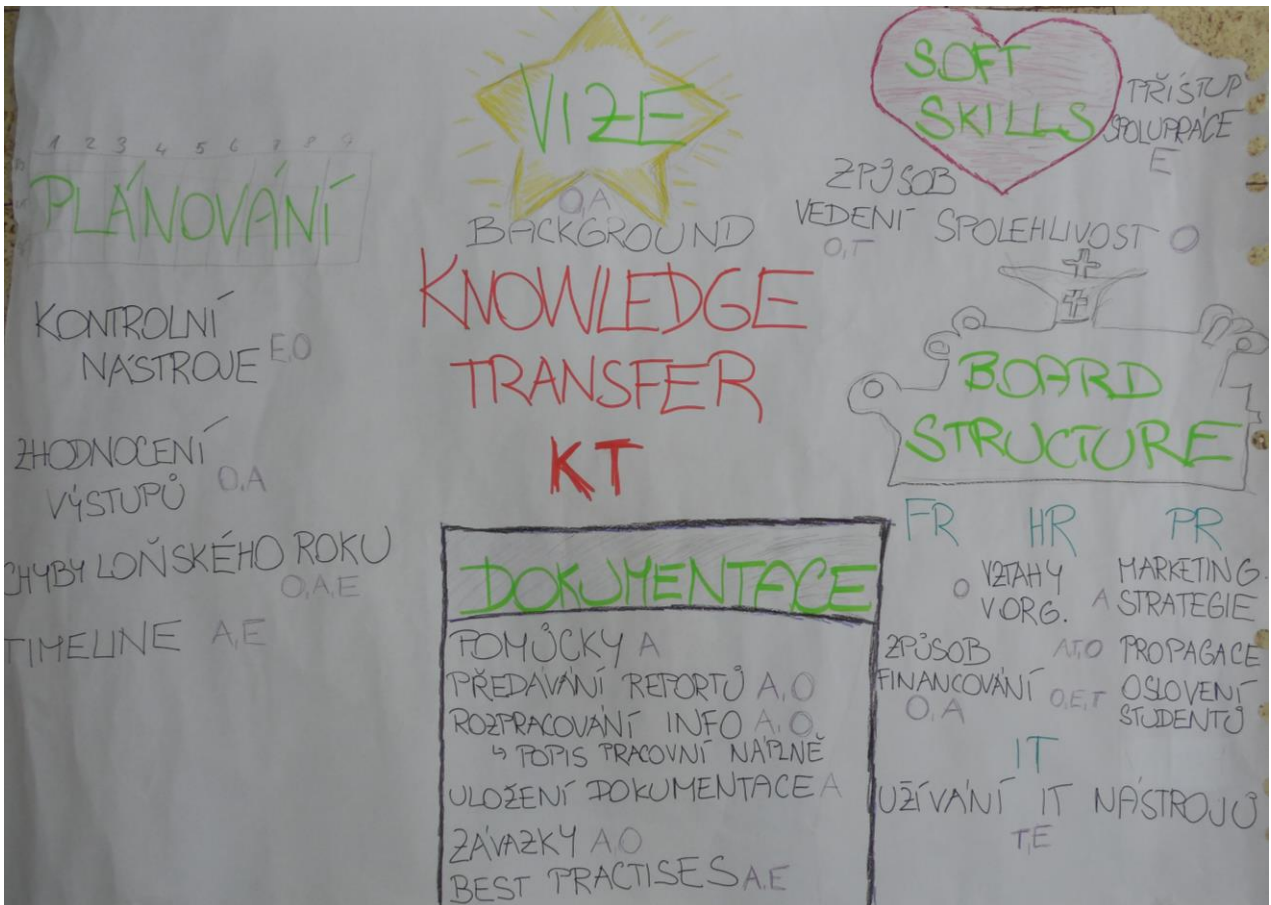 1 2 3 4 5 6 7 8 9
PLÁNOVÁNÍ
KONTROLNÍ
NÁSTROJE E,O
ZHODNOCENÍ
VÝSTUPŮ O,A
CHYBY LOŇSKÉHO ROKU
O,A,E
TIMELINE A,E
VIZE
O,A
BACKGROUND
KNOWLEDGE
TRANSFER
KT
DOKUMENTACE
POMŮCKY A
PŘEDÁVÁNÍ REPORTŮ A,O
ROZPRACOVÁNÍ INFO A,O
↳ POPIS PRACOVNÍ NÁPLNĚ
ULOŽENÍ DOKUMENTACE A
ZÁVAZKY A,O
BEST PRACTISES A,E
SOFT
SKILLS
PŘÍSTUP
SPOLUPRÁCE
E
ZPŮSOB
VEDENÍ
O,T
SPOLEHLIVOST O
BOARD
STRUCTURE
FR
ZPŮSOB
FINANCOVÁNÍ
O,A
HR
O VZTAHY
V ORG.
PR
MARKETING.
A STRATEGIE
A,T,O PROPAGACE
O,E,T OSLOVENÍ
STUDENTŮ
IT
UŽÍVÁNÍ IT NÁSTROJŮ
T,E